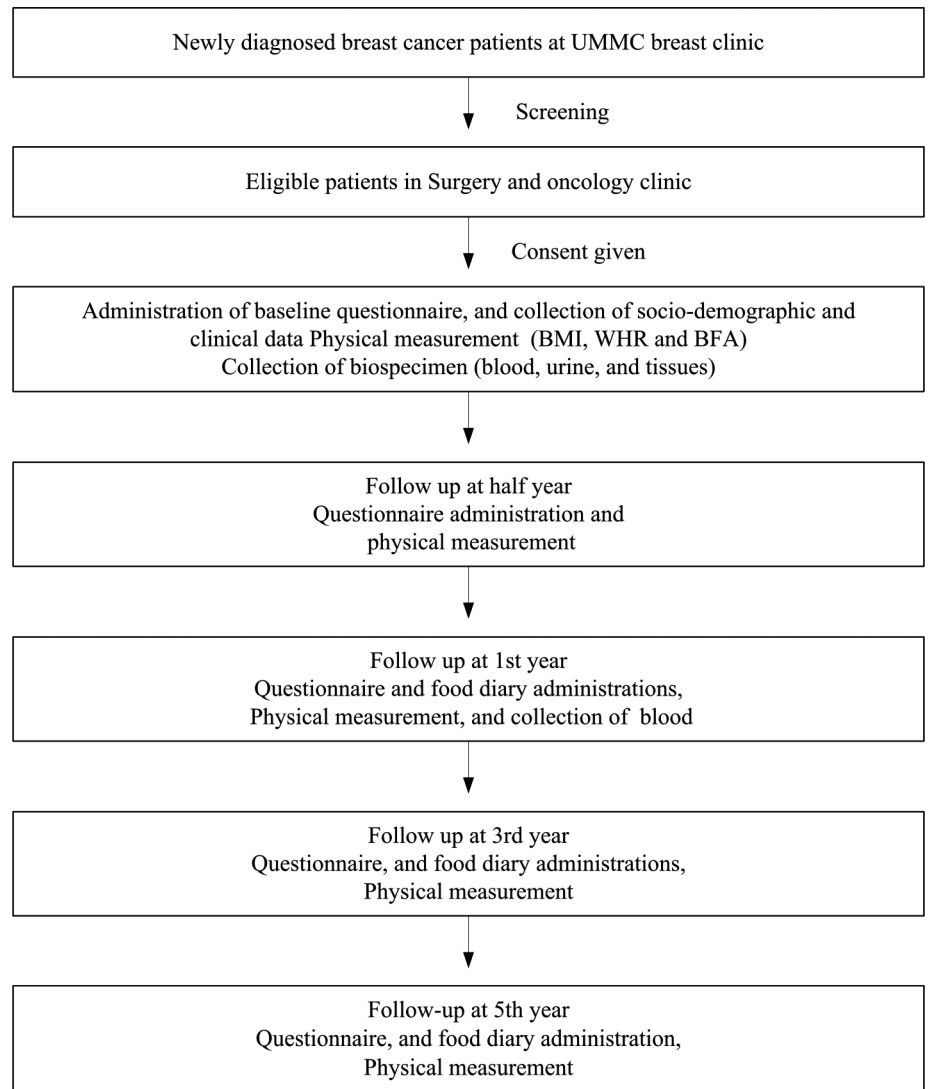 Newly diagnosed breast cancer patients at UMMC breast clinic
Screening
Eligible patients in Surgery and oncology clinic
Consent given
Administration of baseline questionnaire, and collection of socio-demographic and
clinical data Physical measurement (BMI, WHR and BFA)
Collection of biospecimen (blood, urine, and tissues)
Follow up at half year
Questionnaire administration and
physical measurement
Follow up at 1st year
Questionnaire and food diary administrations,
Physical measurement, and collection of blood
Follow up at 3rd year
Questionnaire, and food diary administrations,
Physical measurement
Follow-up at 5th year
Questionnaire, and food diary administration,
Physical measurement